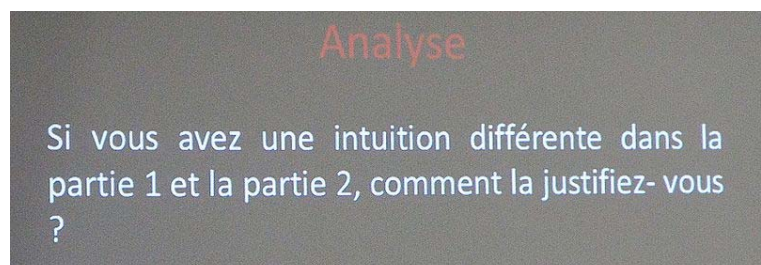 Analyse
Si vous avez une intuition différente dans la
partie 1 et la partie 2, comment la justifiez- vous
?